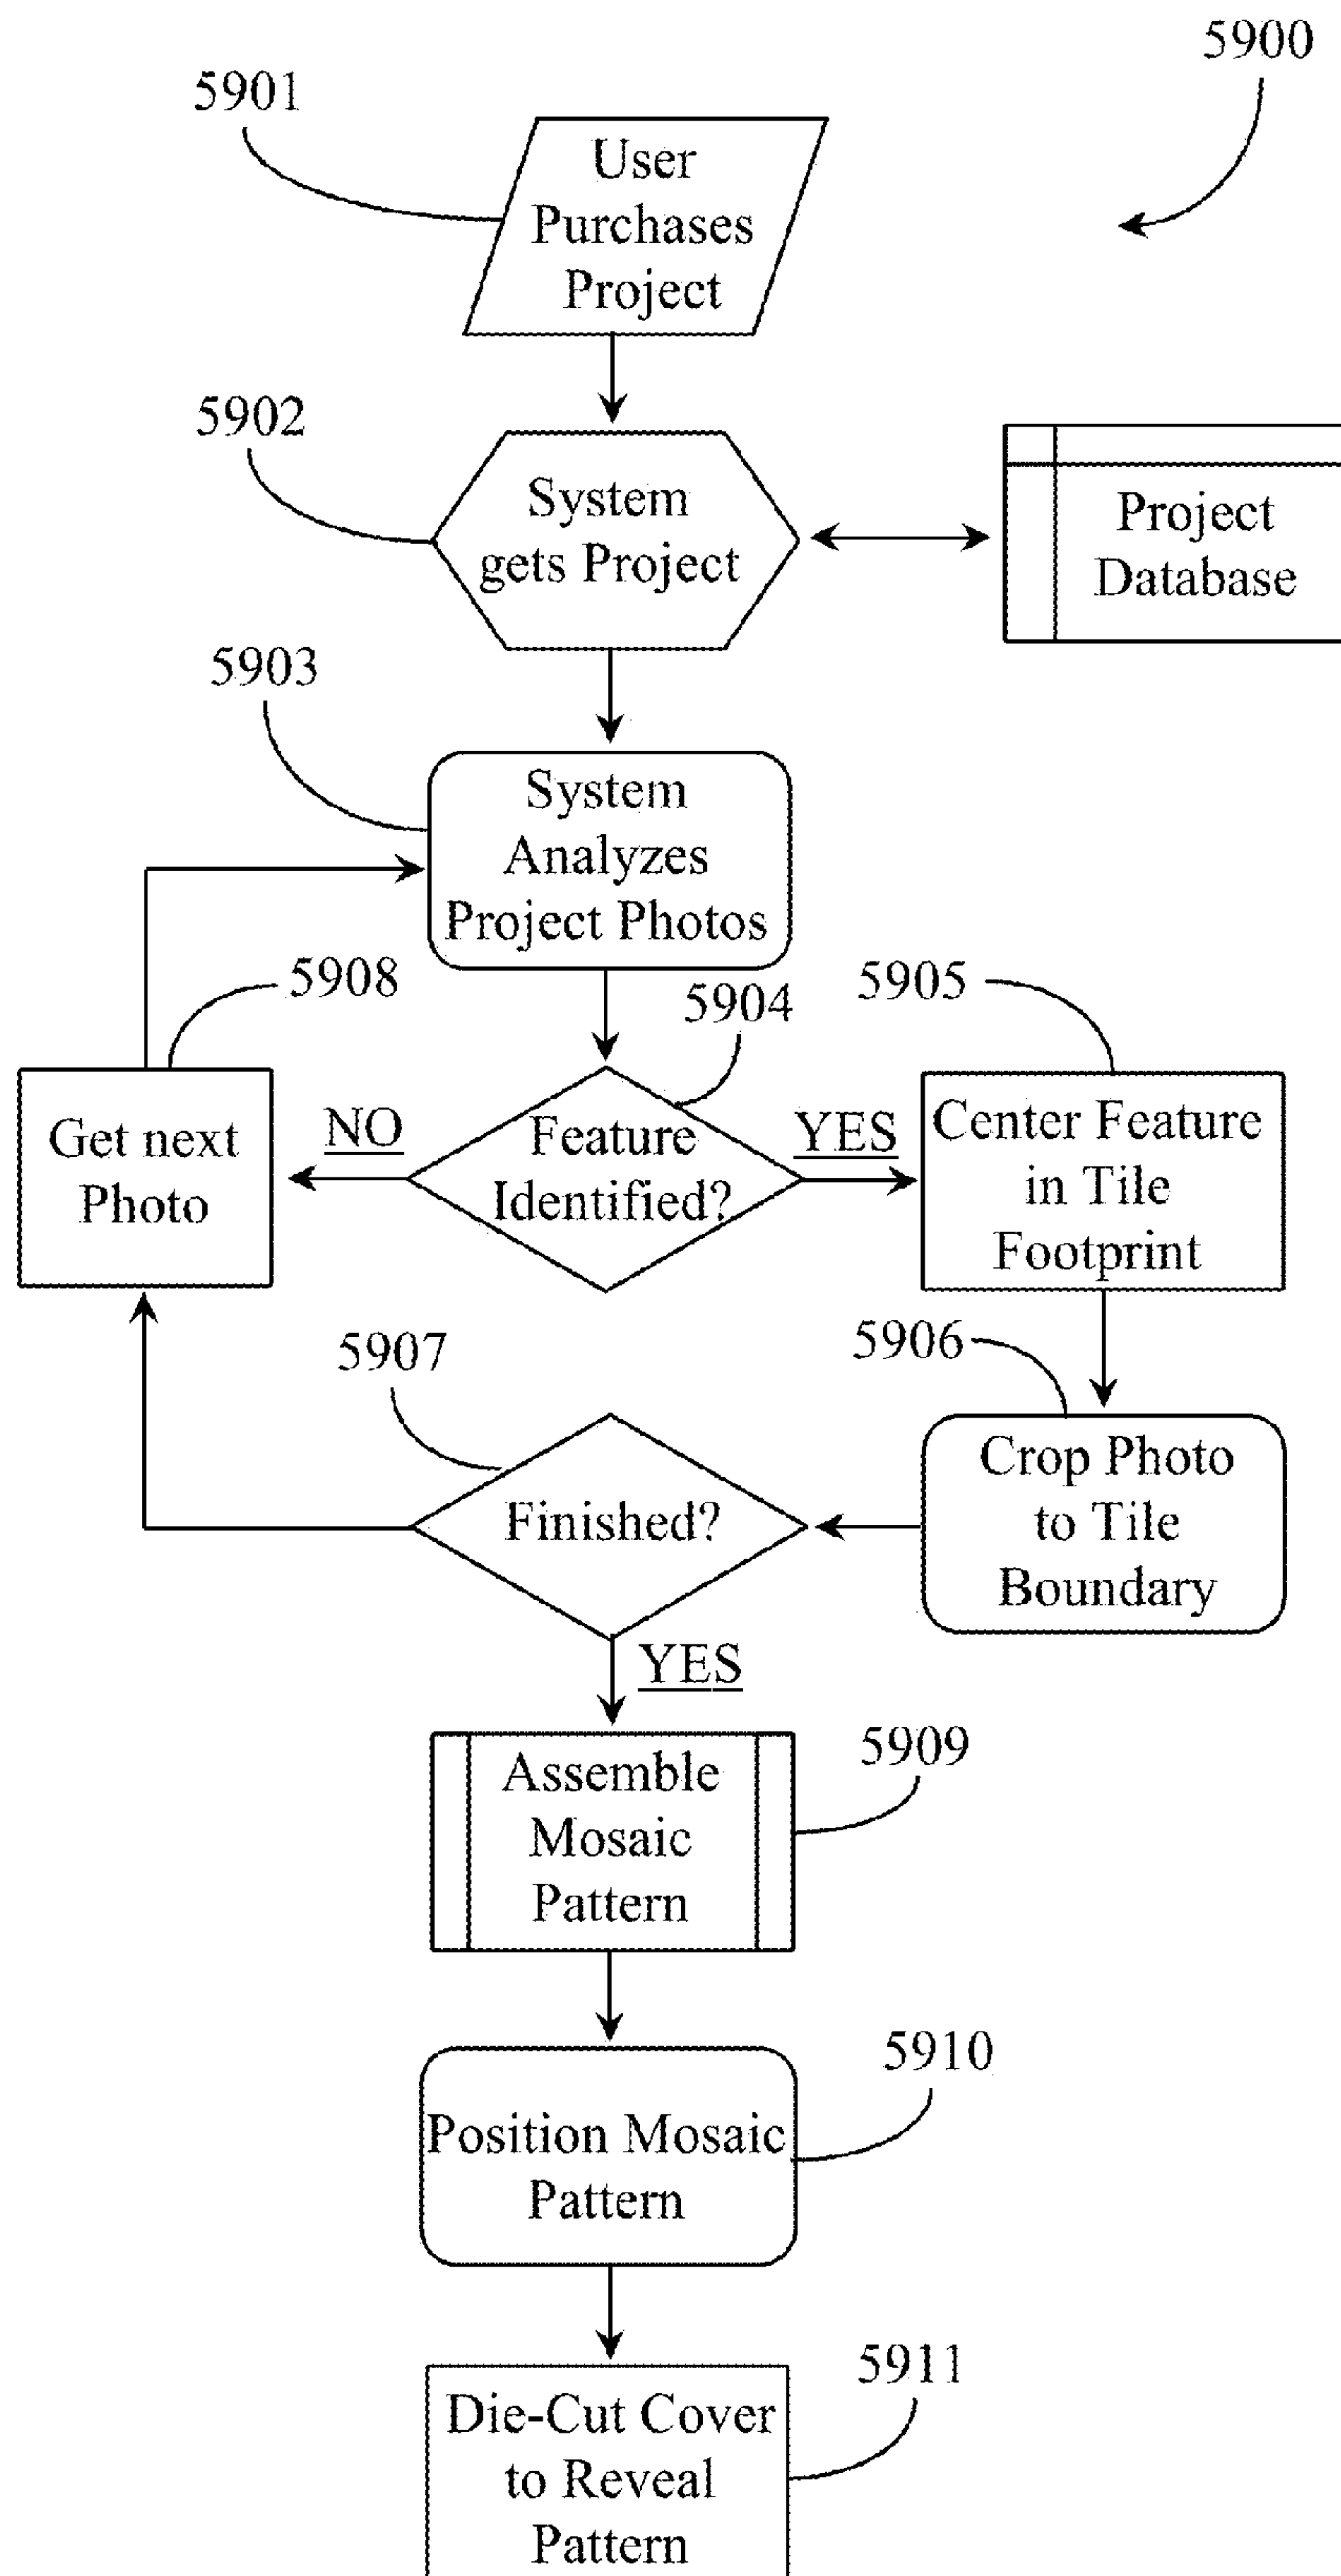 5900
5901
User
Purchases
Project
5902
System
gets Project
Project
Database
5903
System
Analyzes
Project Photos
5908
5904
5905
Get next
Photo
NO
Feature
Identified?
YES
Center Feature
in Tile
Footprint
5907
5906
Finished?
Crop Photo
to Tile
Boundary
YES
Assemble
Mosaic
Pattern
5909
Position Mosaic
Pattern
5910
Die-Cut Cover
to Reveal
Pattern
5911